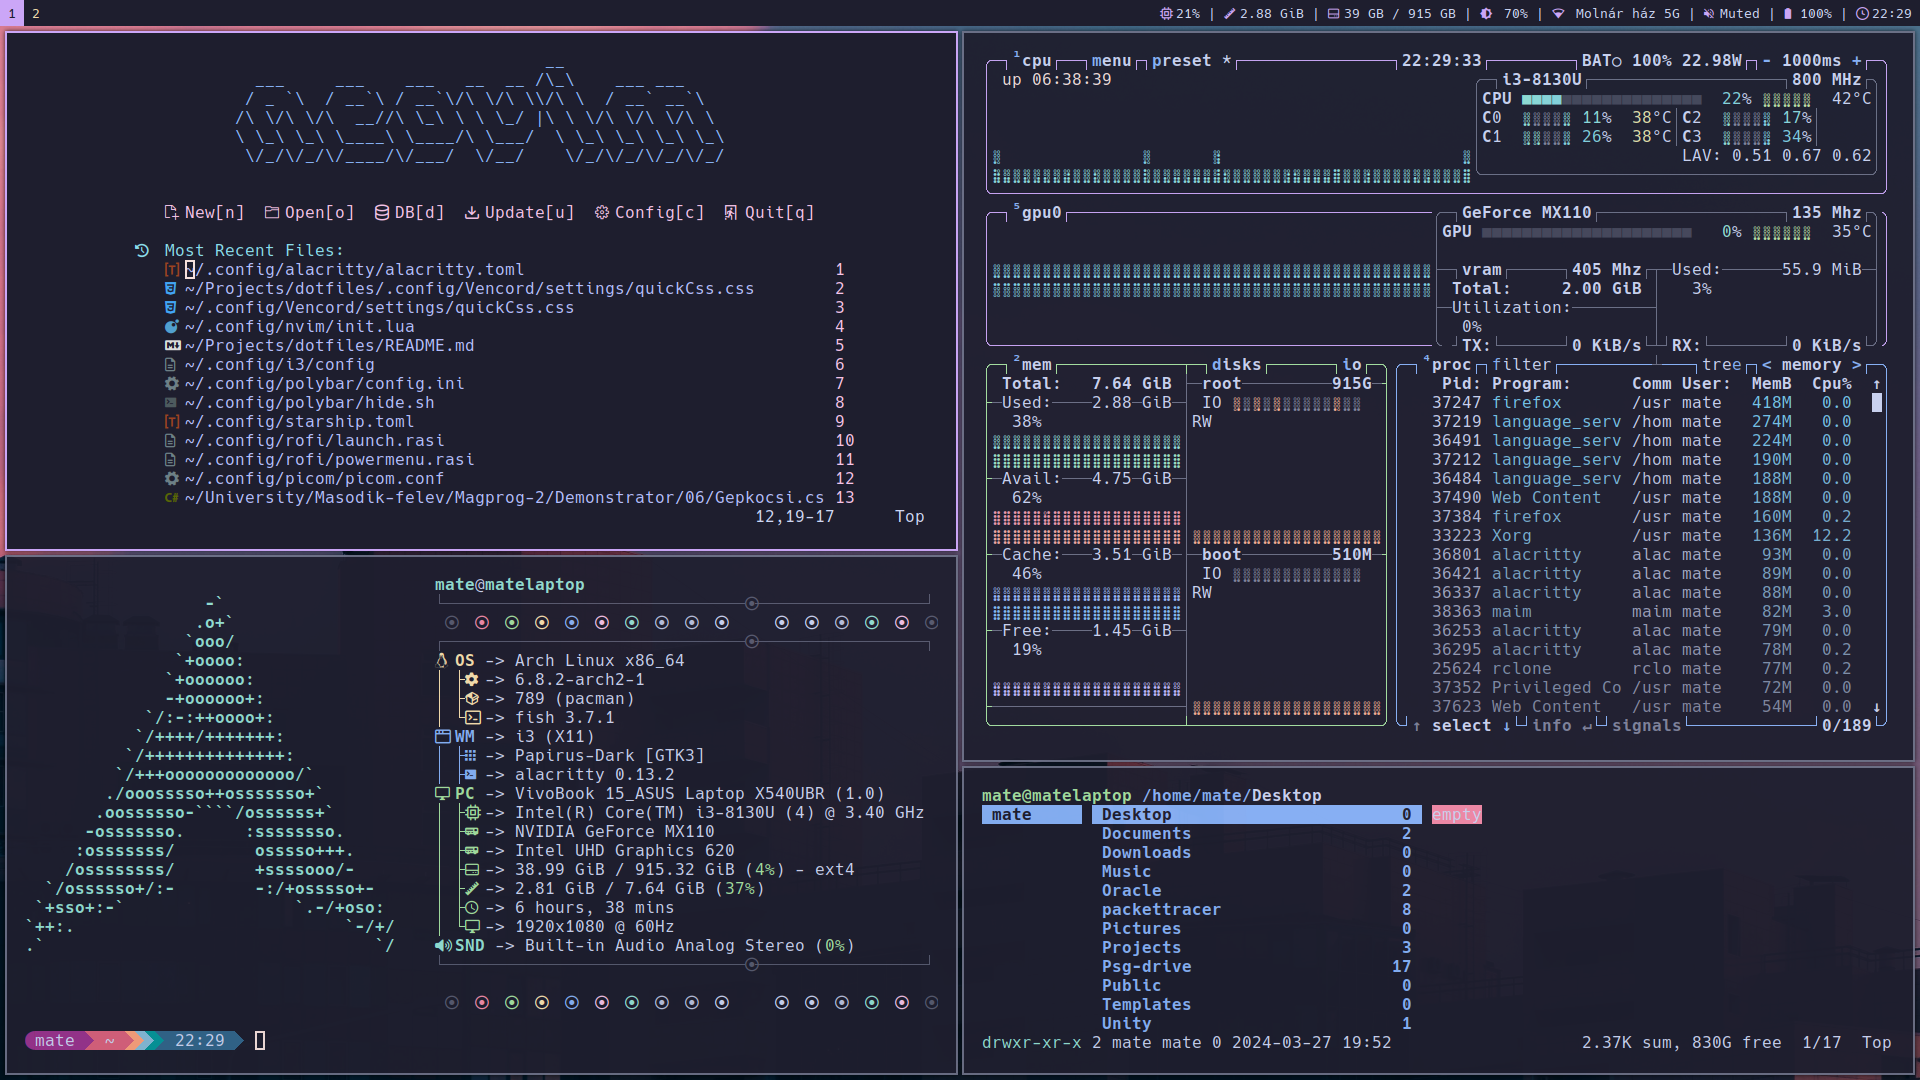 1 2
21% | 2.88 GiB | 39 GB / 915 GB | 70% | Molnár ház 5G | Muted | 100% | 22:29
New[n] Open[o] DB[d] Update[u] Config[c] Quit[q]
Most Recent Files:
[T] ~/.config/alacritty/alacritty.toml 1
~/Projects/dotfiles/.config/Vencord/settings/quickCss.css 2
~/.config/Vencord/settings/quickCss.css 3
~/.config/nvim/init.lua 4
M↓ ~/Projects/dotfiles/README.md 5
~/.config/i3/config 6
~/.config/polybar/config.ini 7
~/.config/polybar/hide.sh 8
[T] ~/.config/starship.toml 9
~/.config/rofi/launch.rasi 10
~/.config/rofi/powermenu.rasi 11
~/.config/picom/picom.conf 12
C# ~/University/Masodik-felev/Magprog-2/Demonstrator/06/Gepkocsi.cs 13
12,19-17 Top
¹cpu menu preset * 22:29:33 BAT○ 100% 22.98W - 1000ms +
up 06:38:39 i3-8130U 800 MHz
CPU 22% 42°C
C0 11% 38°C C2 17%
C1 26% 38°C C3 34%
LAV: 0.51 0.67 0.62
⁵gpu0 GeForce MX110 135 Mhz
GPU 0% 35°C
vram 405 Mhz Used: 55.9 MiB
Total: 2.00 GiB 3%
Utilization:
0%
TX: 0 KiB/s RX: 0 KiB/s
²mem disks io
Total: 7.64 GiB root 915G
Used: 2.88 GiB IO
38% RW
Avail: 4.75 GiB
62%
Cache: 3.51 GiB boot 510M
46% IO
RW
Free: 1.45 GiB
19%
⁴proc filter tree < memory >
Pid: Program: Comm User: MemB Cpu% ↑
37247 firefox /usr mate 418M 0.0
37219 language_serv /hom mate 274M 0.0
36491 language_serv /hom mate 224M 0.0
37212 language_serv /hom mate 190M 0.0
36484 language_serv /hom mate 188M 0.0
37490 Web Content /usr mate 188M 0.0
37384 firefox /usr mate 160M 0.2
33223 Xorg /usr mate 136M 12.2
36801 alacritty alac mate 93M 0.0
36421 alacritty alac mate 89M 0.0
36337 alacritty alac mate 88M 0.0
38363 maim maim mate 82M 3.0
36253 alacritty alac mate 79M 0.0
36295 alacritty alac mate 78M 0.2
25624 rclone rclo mate 77M 0.2
37352 Privileged Co /usr mate 72M 0.0
37623 Web Content /usr mate 54M 0.0 ↓
↑ select ↓ info ↵ signals 0/189
mate@matelaptop
OS -> Arch Linux x86_64
-> 6.8.2-arch2-1
-> 789 (pacman)
-> fish 3.7.1
WM -> i3 (X11)
-> Papirus-Dark [GTK3]
-> alacritty 0.13.2
PC -> VivoBook 15_ASUS Laptop X540UBR (1.0)
-> Intel(R) Core(TM) i3-8130U (4) @ 3.40 GHz
-> NVIDIA GeForce MX110
-> Intel UHD Graphics 620
-> 38.99 GiB / 915.32 GiB (4%) - ext4
-> 2.81 GiB / 7.64 GiB (37%)
-> 6 hours, 38 mins
-> 1920x1080 @ 60Hz
SND -> Built-in Audio Analog Stereo (0%)
mate ~ 22:29
mate@matelaptop /home/mate/Desktop
mate Desktop 0 empty
Documents 2
Downloads 0
Music 0
Oracle 2
packettracer 8
Pictures 0
Projects 3
Psg-drive 17
Public 0
Templates 0
Unity 1
drwxr-xr-x 2 mate mate 0 2024-03-27 19:52 2.37K sum, 830G free 1/17 Top